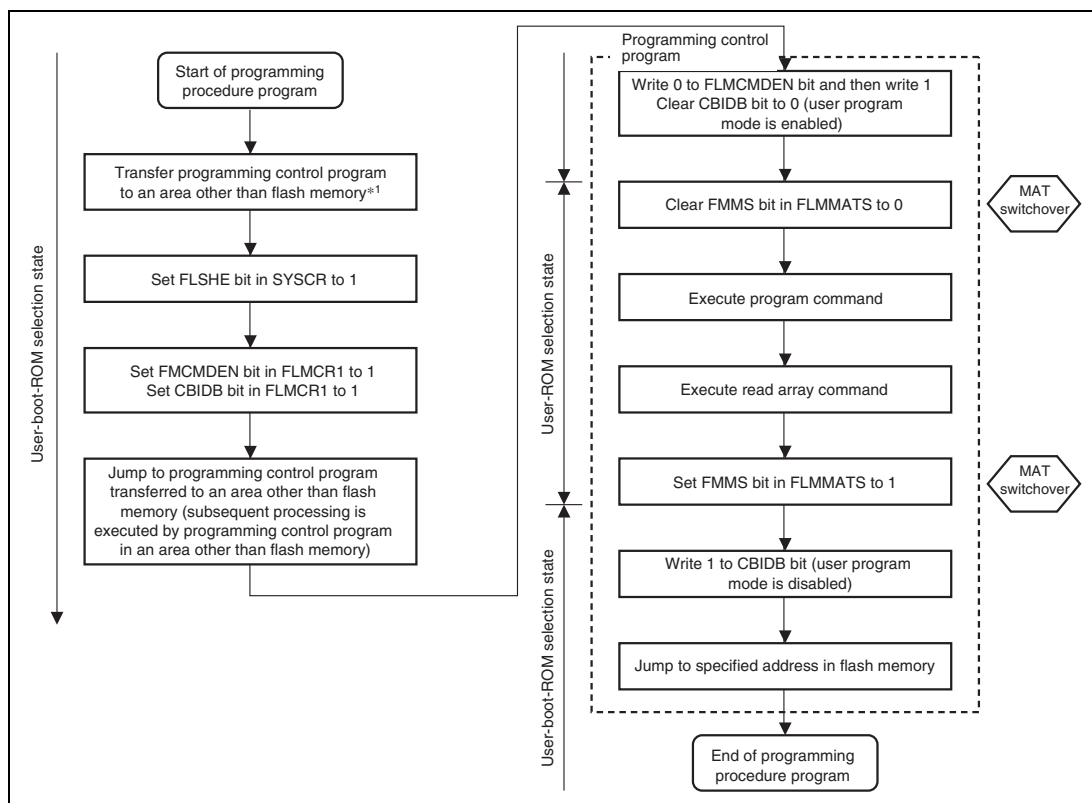 Start of programming
procedure program
Transfer programming control program
to an area other than flash memory*1
Set FLSHE bit in SYSCR to 1
Set FMCMDEN bit in FLMCR1 to 1
Set CBIDB bit in FLMCR1 to 1
Jump to programming control program
transferred to an area other than flash
memory (subsequent processing is
executed by programming control program
in an area other than flash memory)
User-boot-ROM selection state
Programming control
program
Write 0 to FLMCMDEN bit and then write 1
Clear CBIDB bit to 0 (user program
mode is enabled)
Clear FMMS bit in FLMMATS to 0
MAT
switchover
Execute program command
Execute read array command
User-ROM selection state
Set FMMS bit in FLMMATS to 1
MAT
switchover
Write 1 to CBIDB bit (user program
mode is disabled)
Jump to specified address in flash memory
User-boot-ROM selection state
End of programming
procedure program